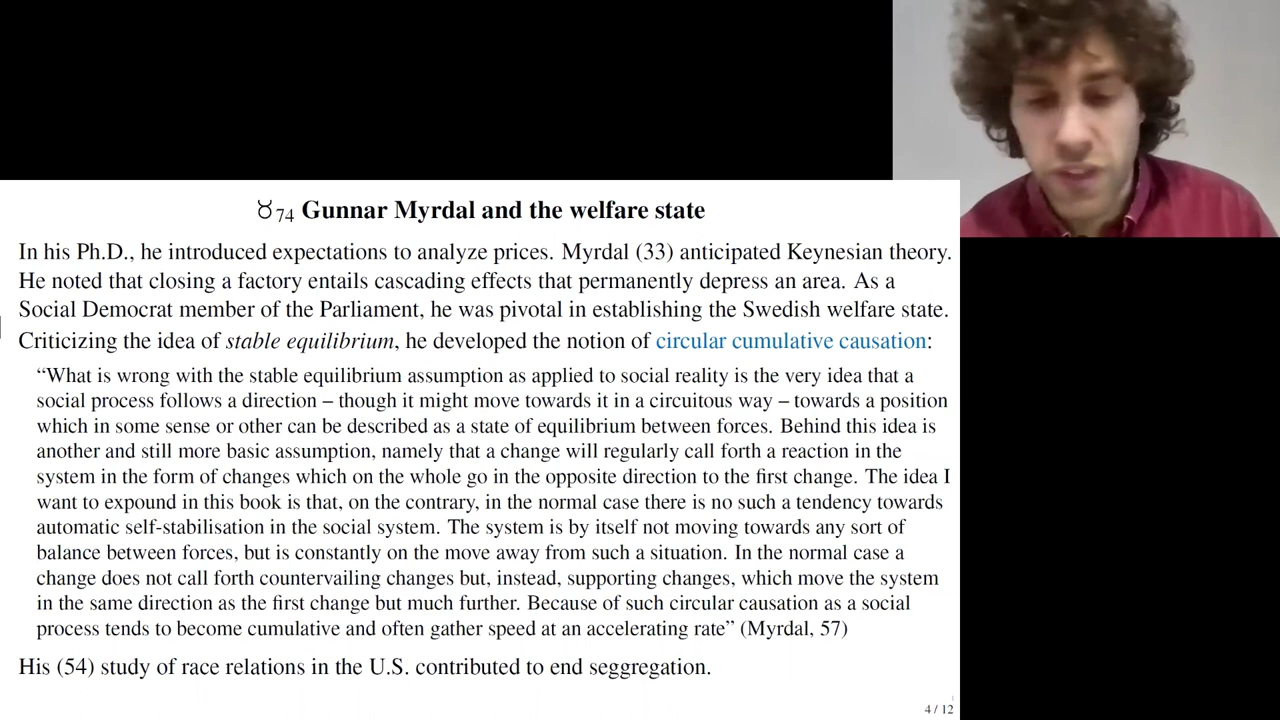 ♉74 Gunnar Myrdal and the welfare state
In his Ph.D., he introduced expectations to analyze prices. Myrdal (33) anticipated Keynesian theory.
He noted that closing a factory entails cascading effects that permanently depress an area. As a
Social Democrat member of the Parliament, he was pivotal in establishing the Swedish welfare state.
Criticizing the idea of stable equilibrium, he developed the notion of circular cumulative causation:
“What is wrong with the stable equilibrium assumption as applied to social reality is the very idea that a
social process follows a direction – though it might move towards it in a circuitous way – towards a position
which in some sense or other can be described as a state of equilibrium between forces. Behind this idea is
another and still more basic assumption, namely that a change will regularly call forth a reaction in the
system in the form of changes which on the whole go in the opposite direction to the first change. The idea I
want to expound in this book is that, on the contrary, in the normal case there is no such a tendency towards
automatic self-stabilisation in the social system. The system is by itself not moving towards any sort of
balance between forces, but is constantly on the move away from such a situation. In the normal case a
change does not call forth countervailing changes but, instead, supporting changes, which move the system
in the same direction as the first change but much further. Because of such circular causation as a social
process tends to become cumulative and often gather speed at an accelerating rate” (Myrdal, 57)
His (54) study of race relations in the U.S. contributed to end seggregation.
4 / 12